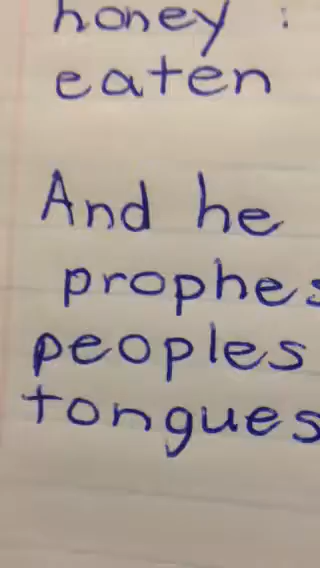 honey :
eaten
And he
prophes
peoples
tongues